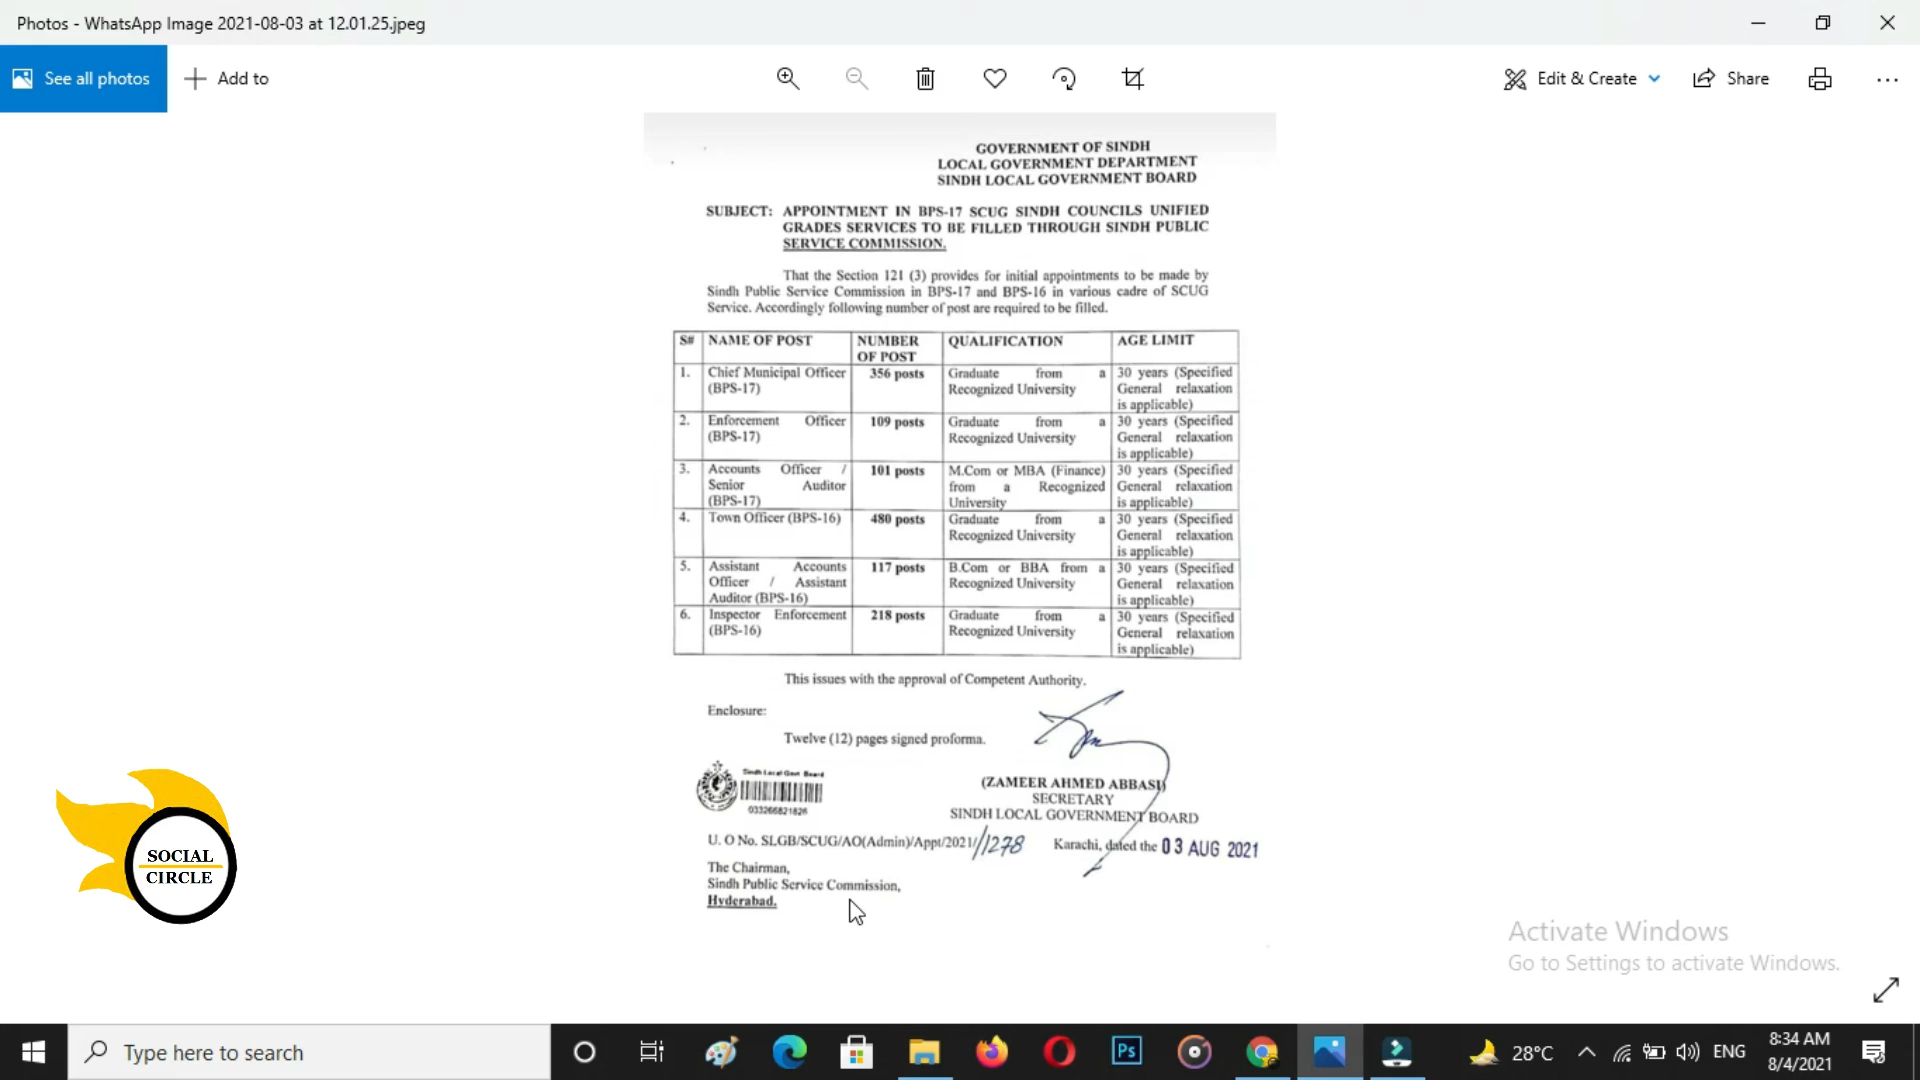 Photos - WhatsApp Image 2021-08-03 at 12.01.25.jpeg
See all photos
Add to
Edit & Create
Share
GOVERNMENT OF SINDH
LOCAL GOVERNMENT DEPARTMENT
SINDH LOCAL GOVERNMENT BOARD
SUBJECT: APPOINTMENT IN BPS-17 SCUG SINDH COUNCILS UNIFIED
GRADES SERVICES TO BE FILLED THROUGH SINDH PUBLIC
SERVICE COMMISSION.
That the Section 121 (3) provides for initial appointments to be made by
Sindh Public Service Commission in BPS-17 and BPS-16 in various cadre of SCUG
Service. Accordingly following number of post are required to be filled.
S# NAME OF POST NUMBER QUALIFICATION AGE LIMIT
OF POST
1. Chief Municipal Officer 356 posts Graduate from a 30 years (Specified
(BPS-17) Recognized University General relaxation
is applicable)
2. Enforcement Officer 109 posts Graduate from a 30 years (Specified
(BPS-17) Recognized University General relaxation
is applicable)
3. Accounts Officer / 101 posts M.Com or MBA (Finance) 30 years (Specified
Senior Auditor from a Recognized General relaxation
(BPS-17) University is applicable)
4. Town Officer (BPS-16) 480 posts Graduate from a 30 years (Specified
Recognized University General relaxation
is applicable)
5. Assistant Accounts 117 posts B.Com or BBA from a 30 years (Specified
Officer / Assistant Recognized University General relaxation
Auditor (BPS-16) is applicable)
6. Inspector Enforcement 218 posts Graduate from a 30 years (Specified
(BPS-16) Recognized University General relaxation
is applicable)
This issues with the approval of Competent Authority.
Enclosure:
Twelve (12) pages signed proforma.
Sindh Local Govt Board
033266821826
(ZAMEER AHMED ABBASI)
SECRETARY
SINDH LOCAL GOVERNMENT BOARD
U. O No. SLGB/SCUG/AO(Admin)/Appt/2021//1278 Karachi, dated the 03 AUG 2021
The Chairman,
Sindh Public Service Commission,
Hyderabad.
SOCIAL
CIRCLE
Activate Windows
Go to Settings to activate Windows.
Type here to search
Ps
28°C
ENG
8:34 AM
8/4/2021